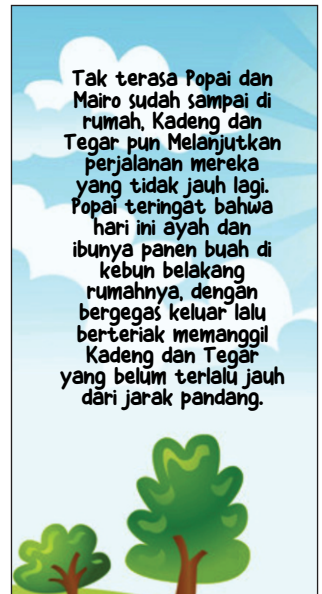 Tak terasa Popai dan
Mairo sudah sampai di
rumah, Kadeng dan
Tegar pun Melanjutkan
perjalanan mereka
yang tidak jauh lagi.
Popai teringat bahwa
hari ini ayah dan
ibunya panen buah di
kebun belakang
rumahnya, dengan
bergegas keluar lalu
berteriak memanggil
Kadeng dan Tegar
yang belum terlalu jauh
dari jarak pandang.